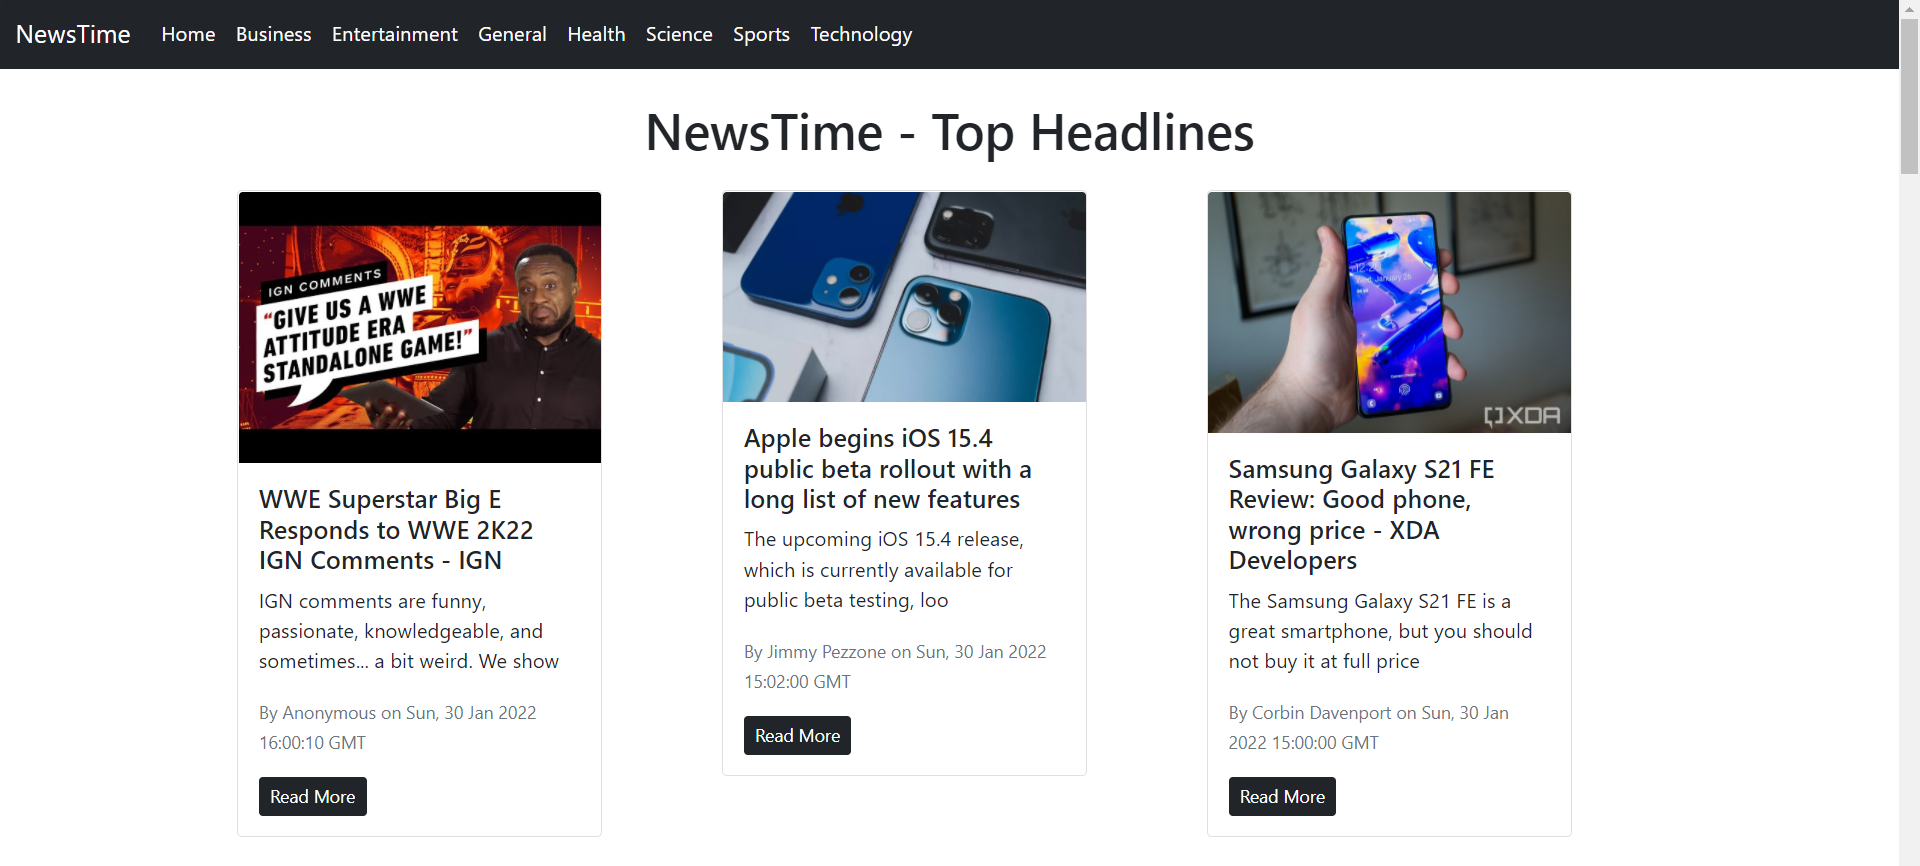 NewsTime Home Business Entertainment General Health Science Sports Technology
NewsTime - Top Headlines
IGN COMMENTS
“GIVE US A WWE
ATTITUDE ERA
STANDALONE GAME!”
WWE Superstar Big E
Responds to WWE 2K22
IGN Comments - IGN
IGN comments are funny,
passionate, knowledgeable, and
sometimes... a bit weird. We show
By Anonymous on Sun, 30 Jan 2022
16:00:10 GMT
Read More
Apple begins iOS 15.4
public beta rollout with a
long list of new features
The upcoming iOS 15.4 release,
which is currently available for
public beta testing, loo
By Jimmy Pezzone on Sun, 30 Jan 2022
15:02:00 GMT
Read More
Wed, January 26
XDA
Samsung Galaxy S21 FE
Review: Good phone,
wrong price - XDA
Developers
The Samsung Galaxy S21 FE is a
great smartphone, but you should
not buy it at full price
By Corbin Davenport on Sun, 30 Jan
2022 15:00:00 GMT
Read More